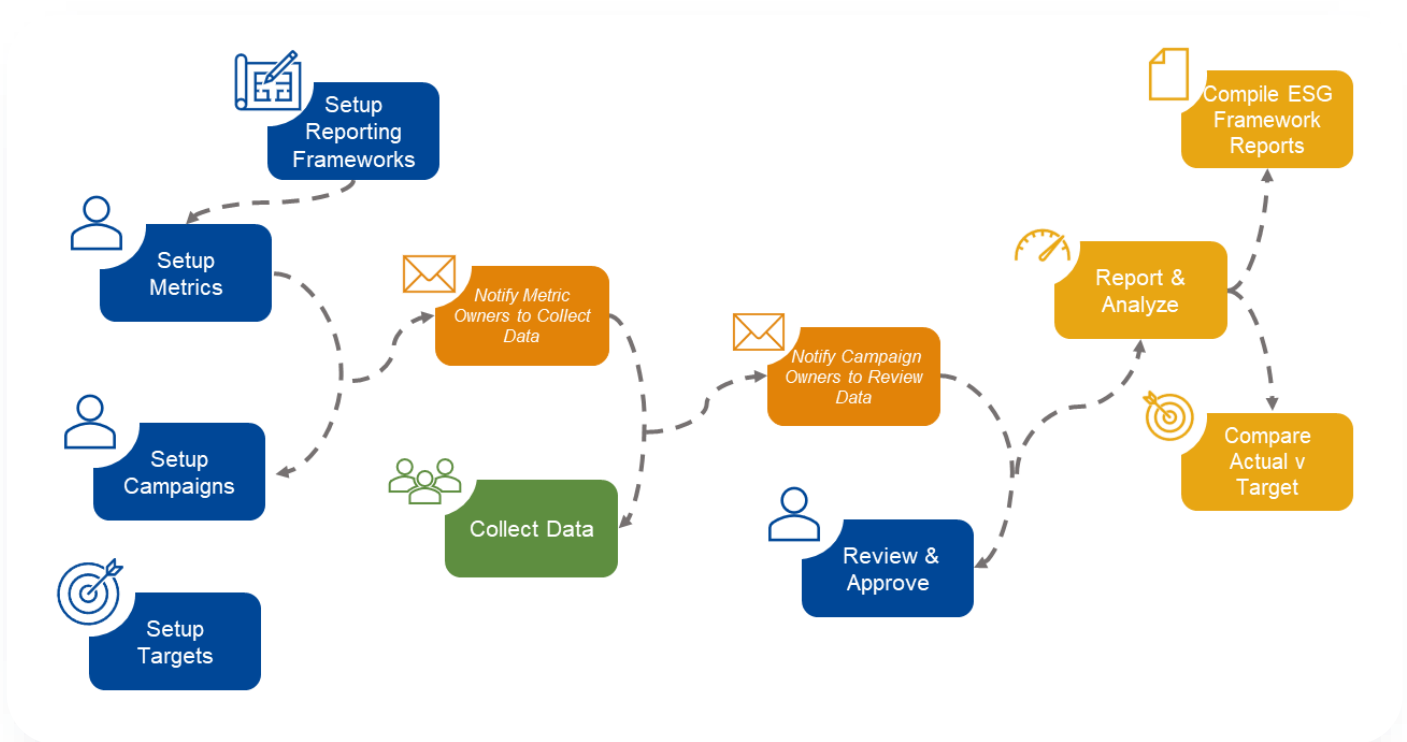 Setup
Reporting
Frameworks
Setup
Metrics
Setup
Campaigns
Setup
Targets
Notify Metric
Owners to Collect
Data
Collect Data
Notify Campaign
Owners to Review
Data
Review &
Approve
Report &
Analyze
Compile ESG
Framework
Reports
Compare
Actual v
Target